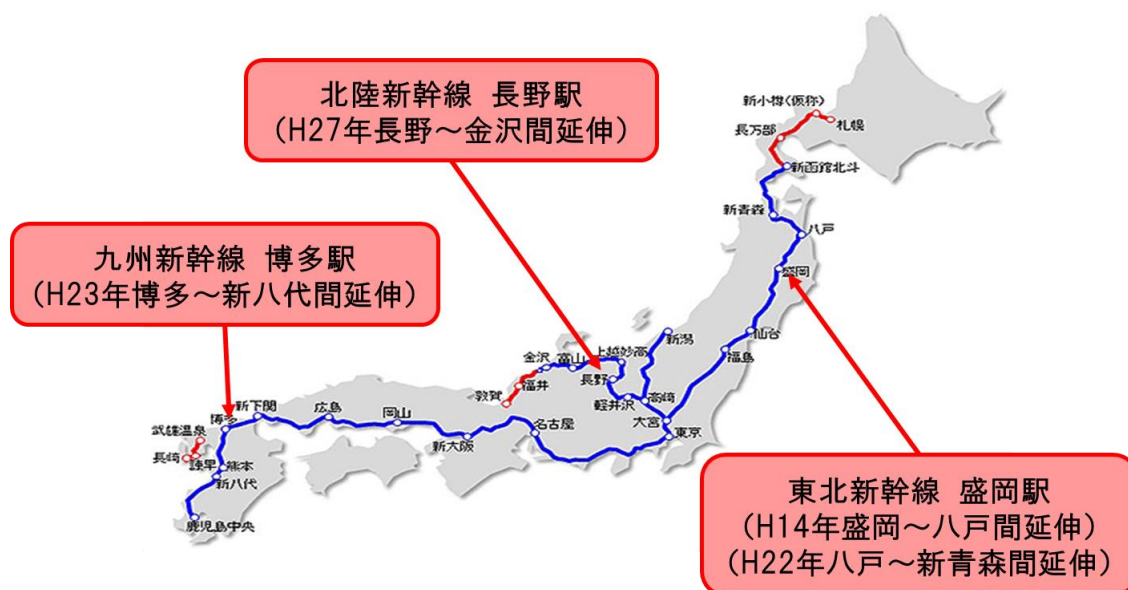 北陸新幹線 長野駅
（H27年長野～金沢間延伸）
九州新幹線 博多駅
（H23年博多～新八代間延伸）
東北新幹線 盛岡駅
（H14年盛岡～八戸間延伸）
（H22年八戸～新青森間延伸）
新小樽(仮称)
札幌
長万部
新函館北斗
新青森
八戸
盛岡
仙台
福島
新潟
上越妙高
富山
金沢
福井
敦賀
長野
軽井沢
高崎
大宮
東京
名古屋
新大阪
岡山
広島
新下関
博多
武雄温泉
長崎
諫早
熊本
新八代
鹿児島中央